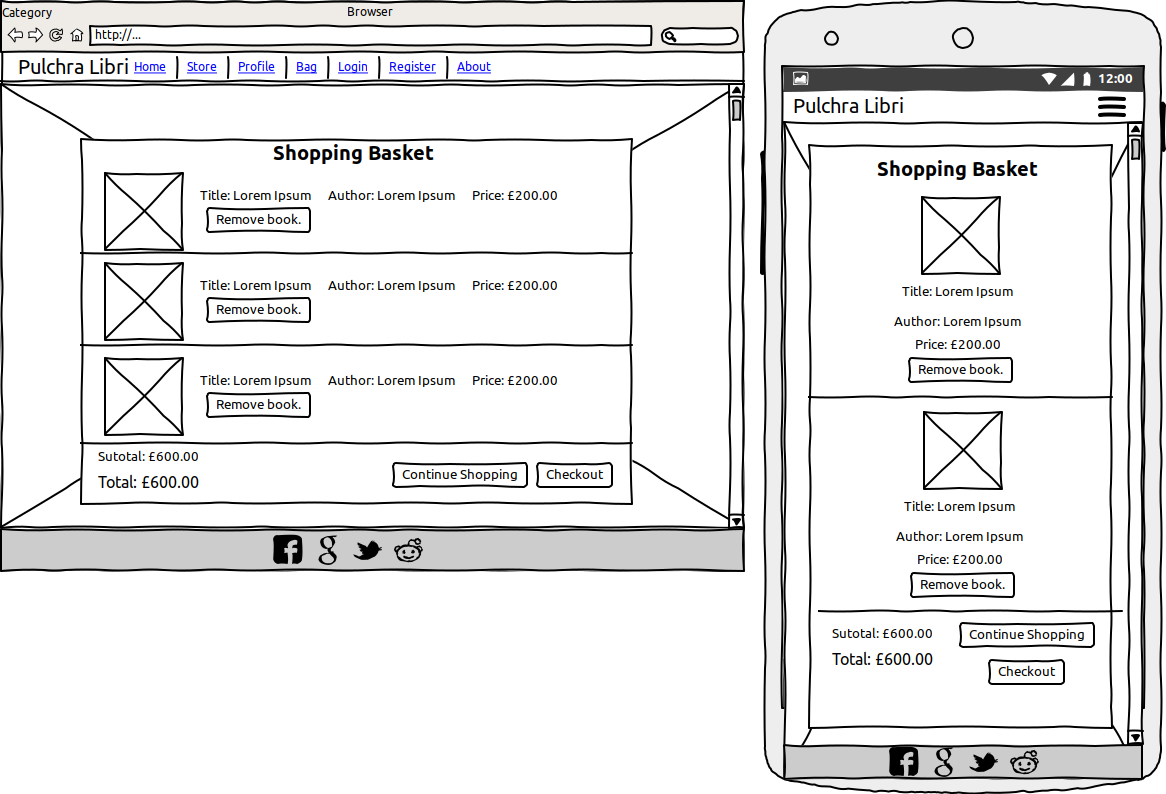 Category Browser
http://...
Pulchra Libri Home Store Profile Bag Login Register About
Shopping Basket
Title: Lorem Ipsum Author: Lorem Ipsum Price: £200.00
Remove book.
Title: Lorem Ipsum Author: Lorem Ipsum Price: £200.00
Remove book.
Title: Lorem Ipsum Author: Lorem Ipsum Price: £200.00
Remove book.
Sutotal: £600.00
Total: £600.00
Continue Shopping Checkout
12:00
Pulchra Libri
Shopping Basket
Title: Lorem Ipsum
Author: Lorem Ipsum
Price: £200.00
Remove book.
Title: Lorem Ipsum
Author: Lorem Ipsum
Price: £200.00
Remove book.
Sutotal: £600.00
Total: £600.00
Continue Shopping
Checkout